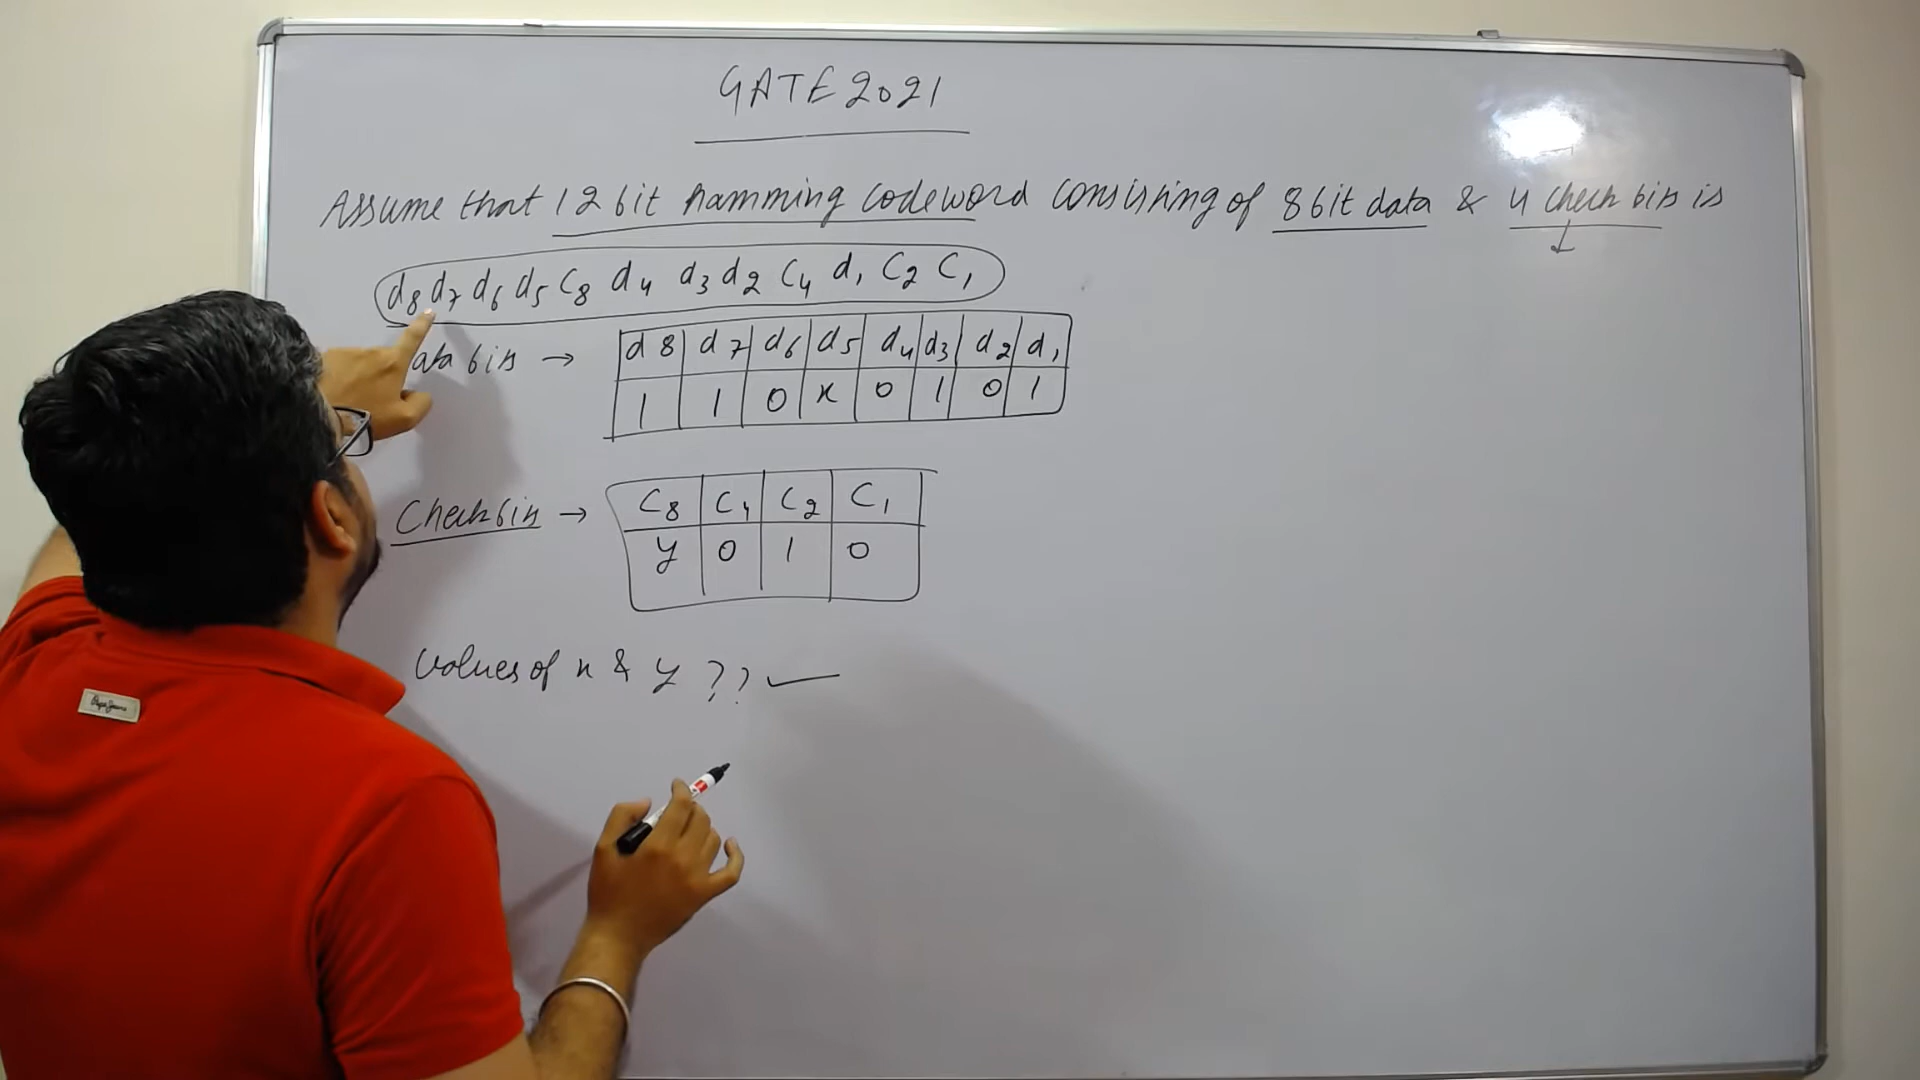 GATE 2021
Assume that 12 bit hamming codeword consisting of 8 bit data & 4 check bits is
d8 d7 d6 d5 C8 d4 d3 d2 C4 d1 C2 C1
ata bits →
d8 d7 d6 d5 d4 d3 d2 d1
1 1 0 x 0 1 0 1
Check bits →
C8 C4 C2 C1
y 0 1 0
Values of x & y ??
Pepe Jeans